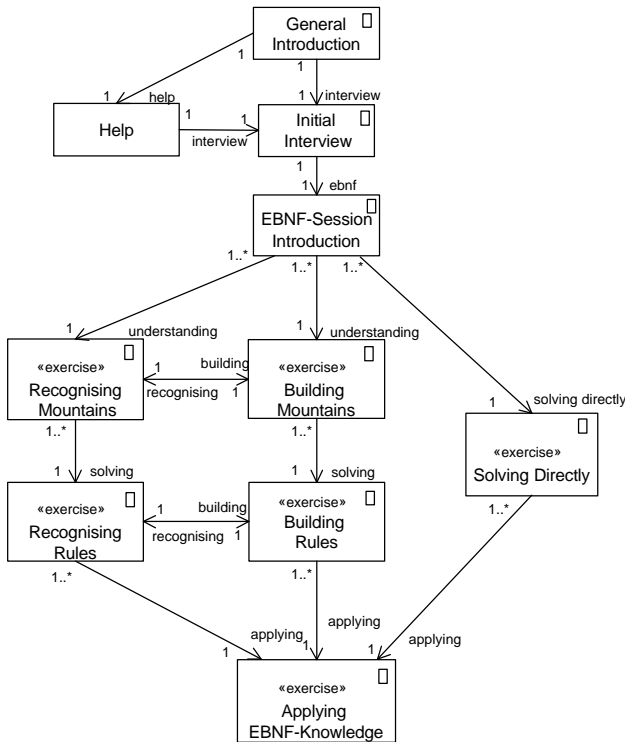 General
Introduction
1
1
1
help
1
interview
Help
1
interview
1
Initial
Interview
1
1
ebnf
EBNF-Session
Introduction
1..*
1..*
1..*
1
understanding
1
understanding
«exercise»
Recognising
Mountains
1
building
recognising
1
«exercise»
Building
Mountains
1
solving directly
1..*
1..*
«exercise»
Solving Directly
1
solving
1
solving
1..*
«exercise»
Recognising
Rules
1
building
recognising
1
«exercise»
Building
Rules
1..*
1..*
applying
applying
applying
1
1
1
«exercise»
Applying
EBNF-Knowledge